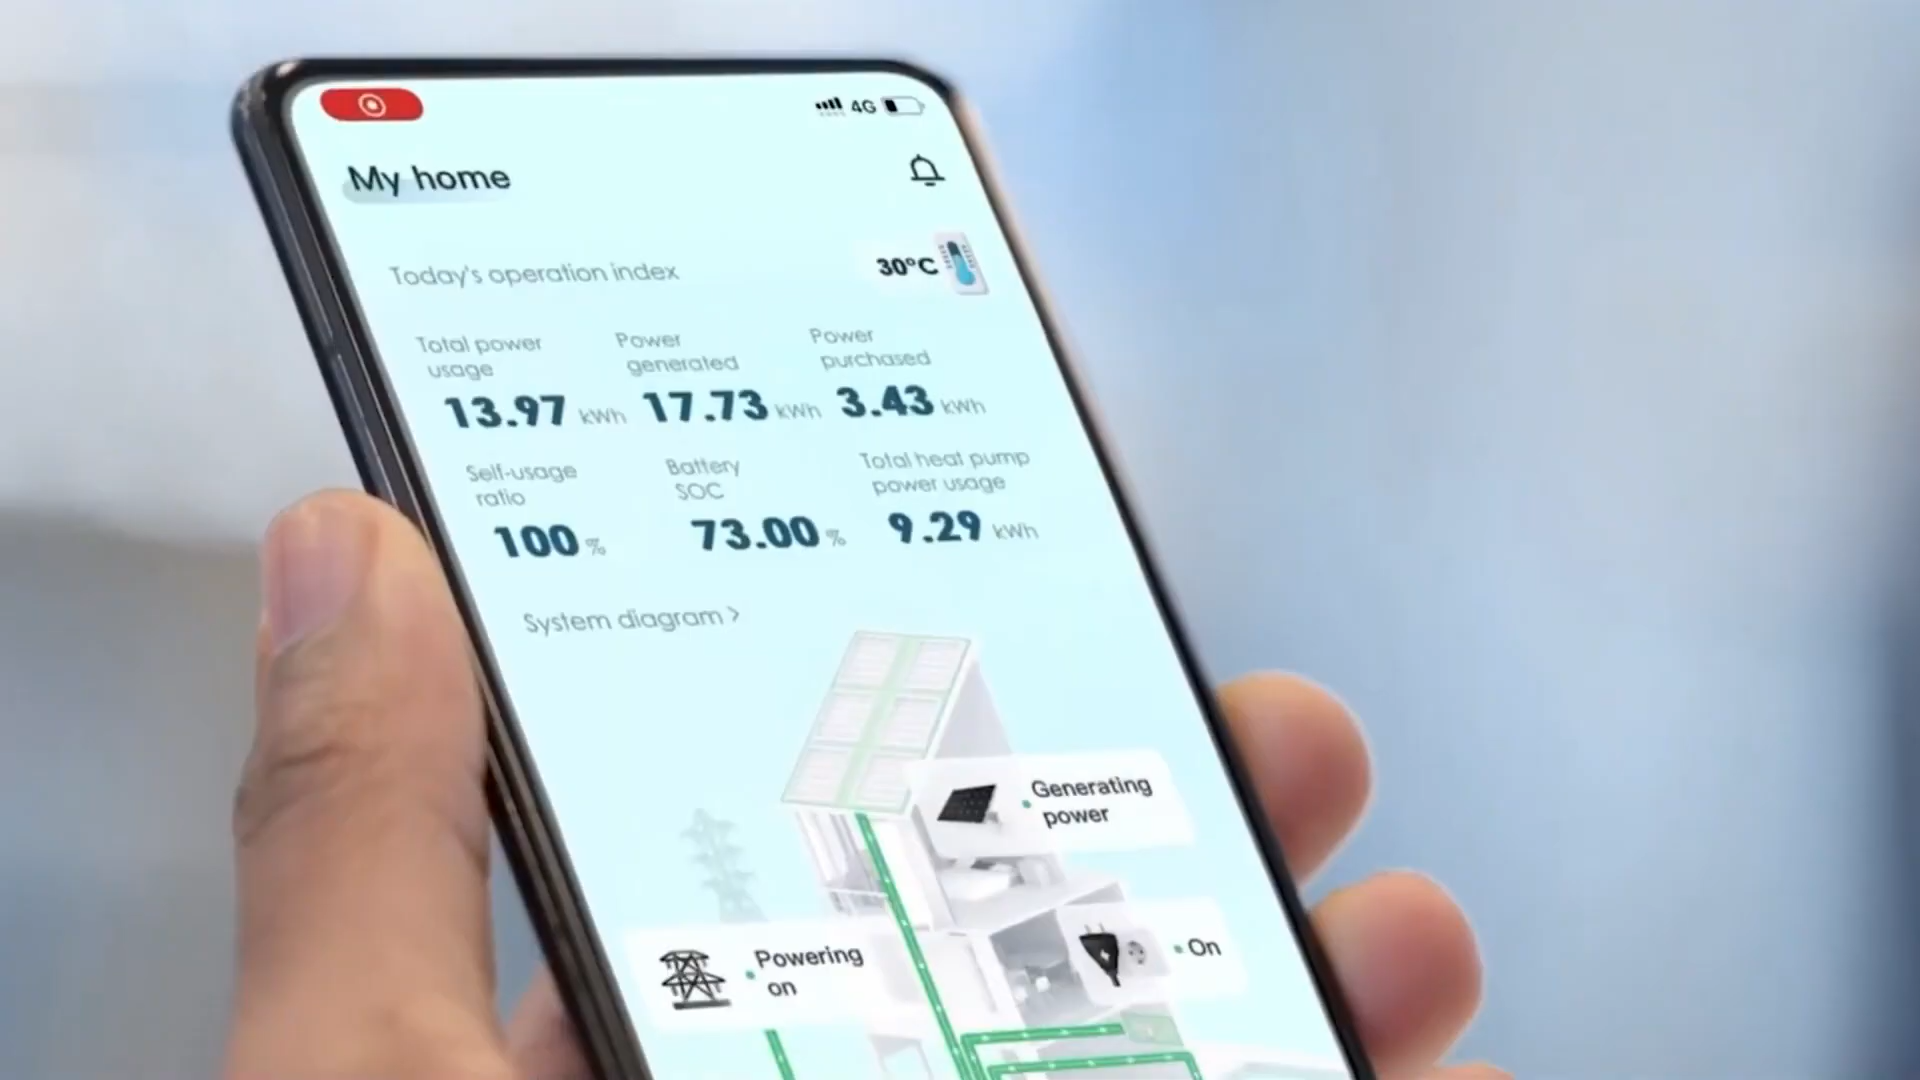 4G
My home
Today's operation index
30°C
Total power
usage
13.97 kWh
Power
generated
17.73 kWh
Power
purchased
3.43 kWh
Self-usage
ratio
100 %
Battery
SOC
73.00 %
Total heat pump
power usage
9.29 kWh
System diagram >
Generating
power
Powering
on
On